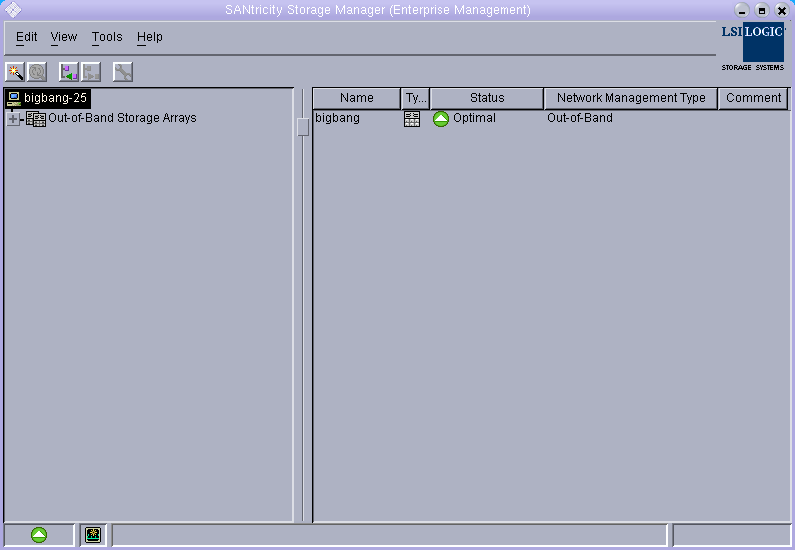 SANtricity Storage Manager (Enterprise Management)
Edit View Tools Help
LSI LOGIC
STORAGE SYSTEMS
bigbang-25
Out-of-Band Storage Arrays
Name Ty... Status Network Management Type Comment
bigbang Optimal Out-of-Band